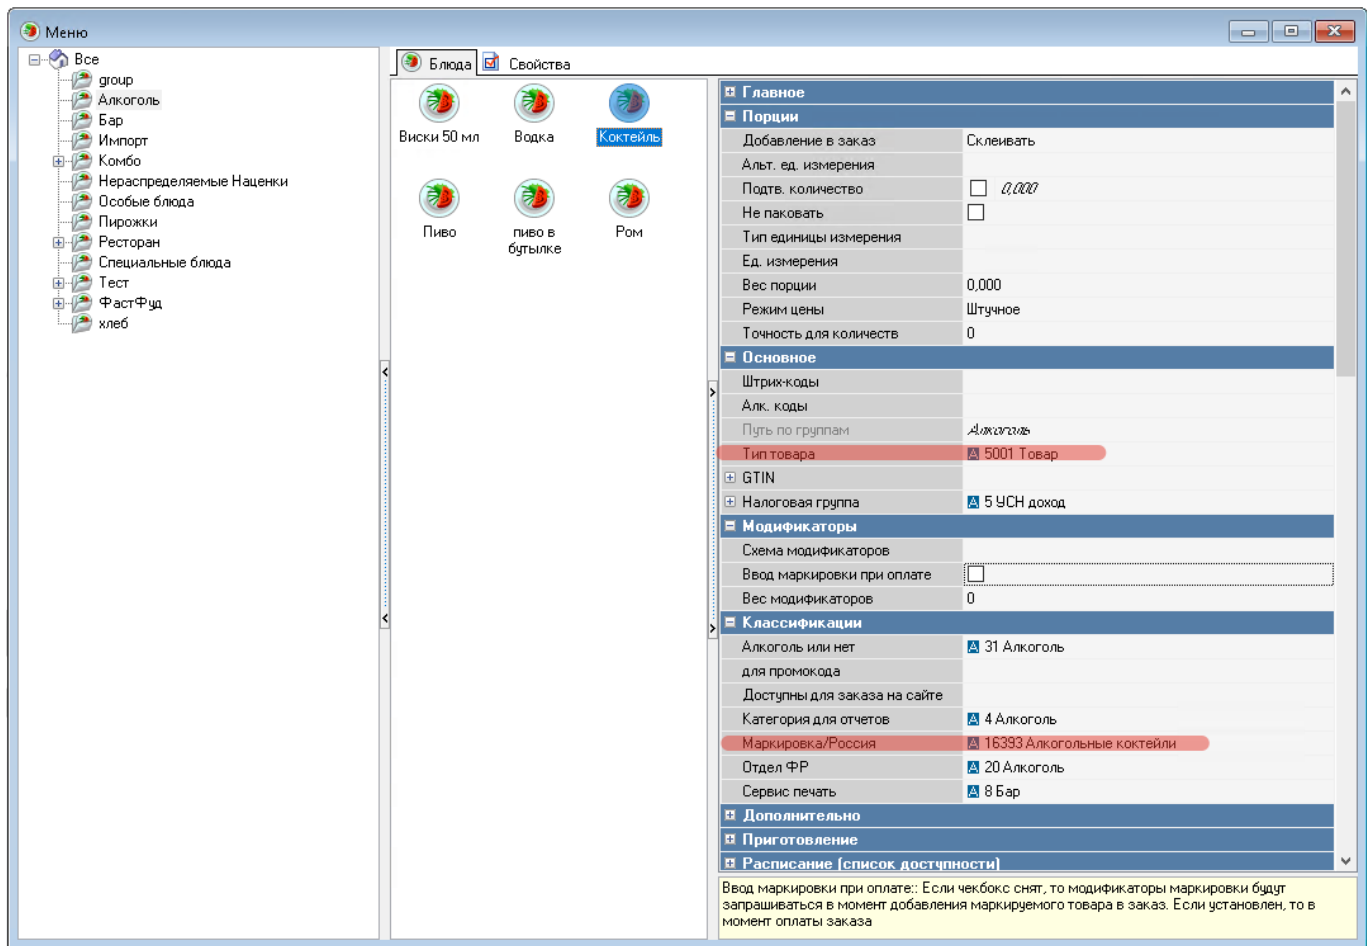 Меню
Все
group
Алкоголь
Бар
Импорт
Комбо
Нераспределяемые Наценки
Особые блюда
Пирожки
Ресторан
Специальные блюда
Тест
ФастФуд
хлеб
Блюда Свойства
Виски 50 мл Водка Коктейль
Пиво пиво в бутылке Ром
Главное
Порции
Добавление в заказ Склеивать
Альт. ед. измерения
Подтв. количество 0,000
Не паковать
Тип единицы измерения
Ед. измерения
Вес порции 0,000
Режим цены Штучное
Точность для количеств 0
Основное
Штрих-коды
Алк. коды
Путь по группам Алкоголь
Тип товара 5001 Товар
GTIN
Налоговая группа 5 УСН доход
Модификаторы
Схема модификаторов
Ввод маркировки при оплате
Вес модификаторов 0
Классификации
Алкоголь или нет 31 Алкоголь
для промокода
Доступны для заказа на сайте
Категория для отчетов 4 Алкоголь
Маркировка/Россия 16393 Алкогольные коктейли
Отдел ФР 20 Алкоголь
Сервис печать 8 Бар
Дополнительно
Приготовление
Расписание (список доступности)
Ввод маркировки при оплате:: Если чекбокс снят, то модификаторы маркировки будут
запрашиваться в момент добавления маркируемого товара в заказ. Если установлен, то в
момент оплаты заказа